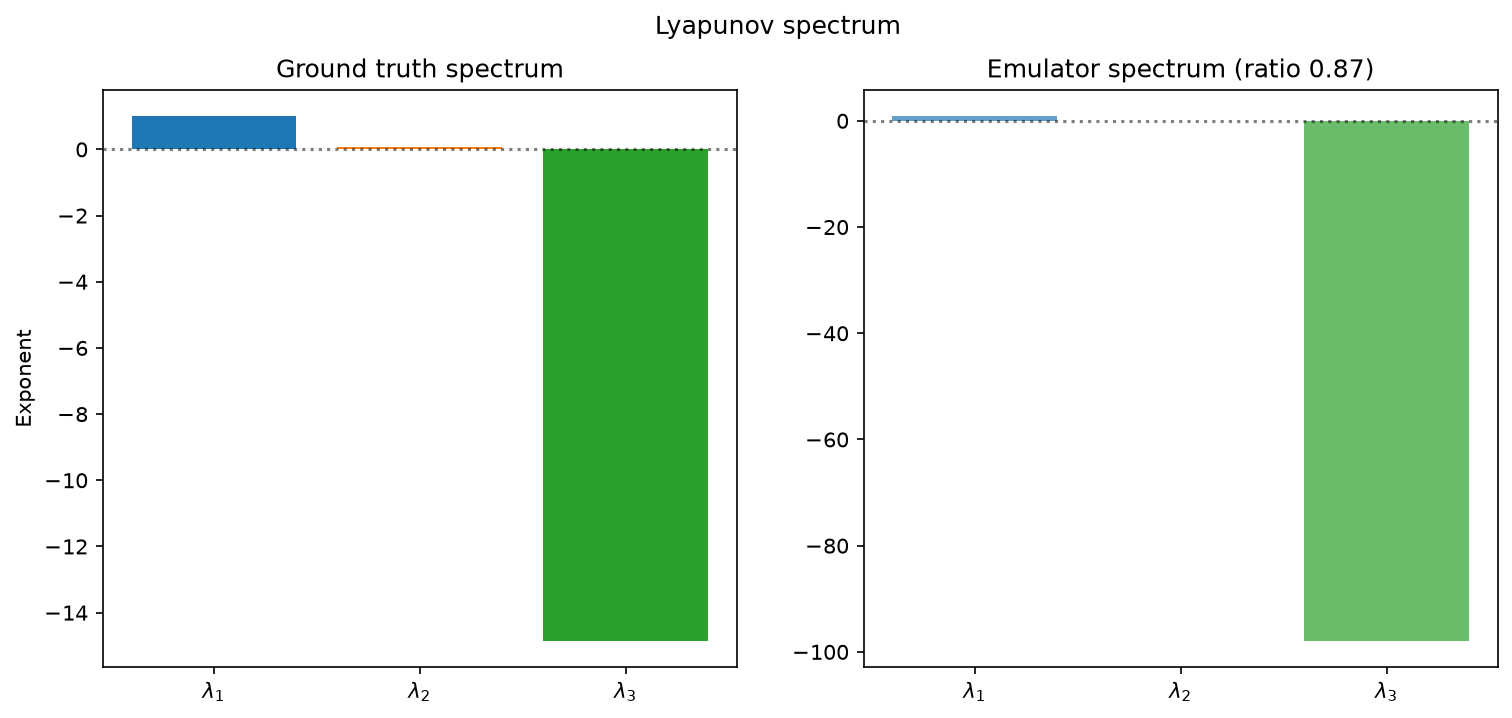 Lyapunov spectrum
Ground truth spectrum
Exponent
0
−2
−4
−6
−8
−10
−12
−14
λ₁ λ₂ λ₃
Emulator spectrum (ratio 0.87)
0
−20
−40
−60
−80
−100
λ₁ λ₂ λ₃